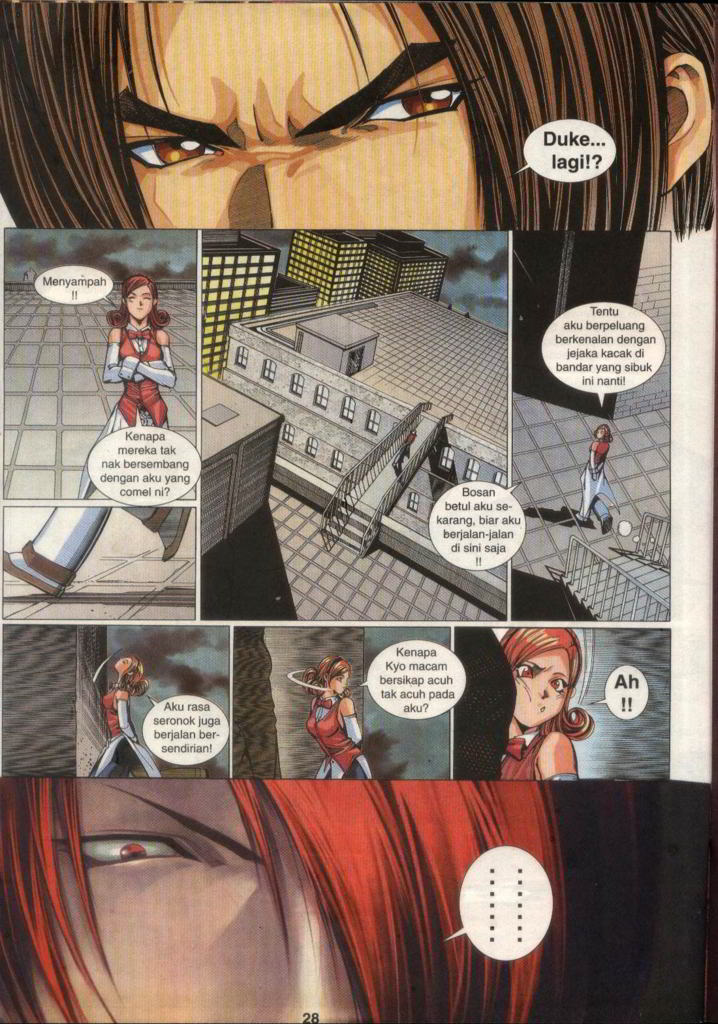 Duke...
lagi!?
Menyampah
!!
Kenapa
mereka tak
nak bersembang
dengan aku yang
comel ni?
Bosan
betul aku se-
karang, biar aku
berjalan-jalan
di sini saja
!!
Tentu
aku berpeluang
berkenalan dengan
jejaka kacak di
bandar yang sibuk
ini nanti!
Aku rasa
seronok juga
berjalan ber-
sendirian!
Kenapa
Kyo macam
bersikap acuh
tak acuh pada
aku?
Ah
!!
28